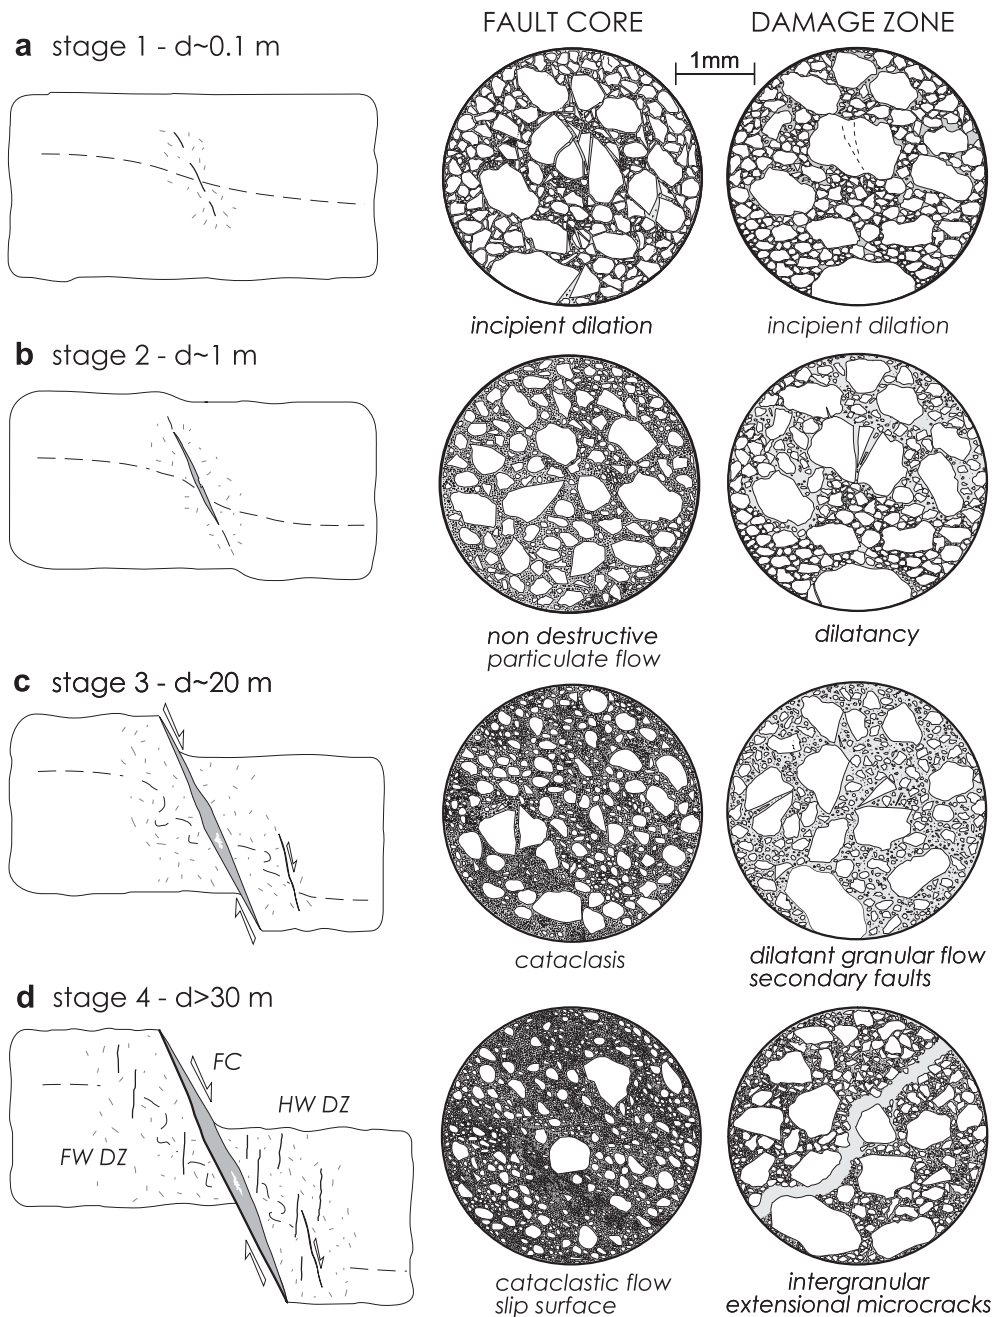 FAULT CORE
DAMAGE ZONE
a stage 1 - d~0.1 m
1mm
incipient dilation
incipient dilation
b stage 2 - d~1 m
non destructive
particulate flow
dilatancy
c stage 3 - d~20 m
cataclasis
dilatant granular flow
secondary faults
d stage 4 - d>30 m
FC
HW DZ
FW DZ
cataclastic flow
slip surface
intergranular
extensional microcracks